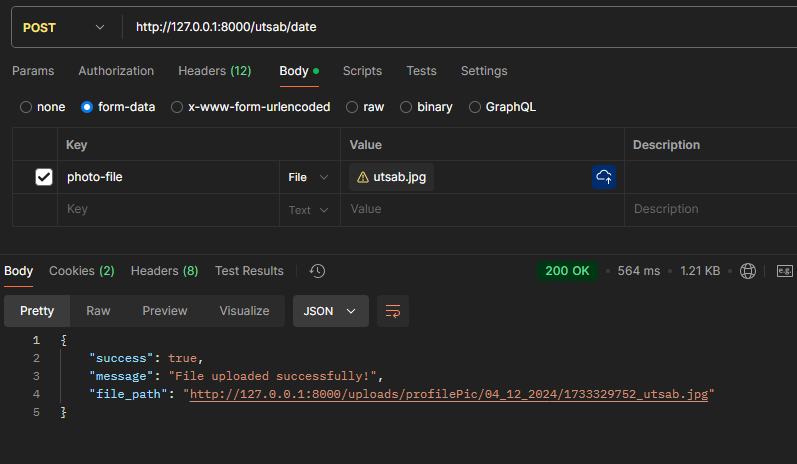 POST http://127.0.0.1:8000/utsab/date
Params Authorization Headers (12) Body Scripts Tests Settings
none form-data x-www-form-urlencoded raw binary GraphQL
Key Value Description
photo-file File utsab.jpg
Key Text Value Description
Body Cookies (2) Headers (8) Test Results 200 OK 564 ms 1.21 KB e.g.
Pretty Raw Preview Visualize JSON
1 {
2 "success": true,
3 "message": "File uploaded successfully!",
4 "file_path": "http://127.0.0.1:8000/uploads/profilePic/04_12_2024/1733329752_utsab.jpg"
5 }